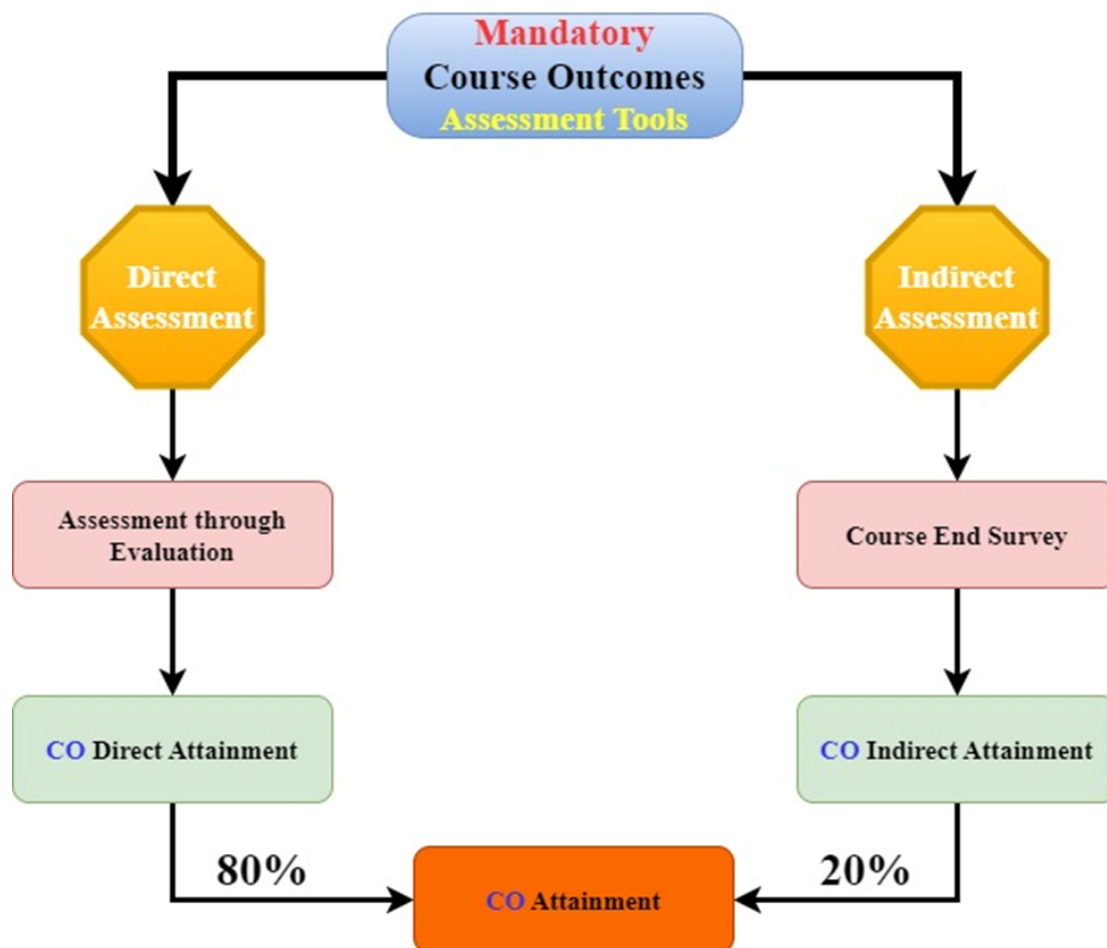 Mandatory
Course Outcomes
Assessment Tools
Direct
Assessment
Indirect
Assessment
Assessment through
Evaluation
Course End Survey
CO Direct Attainment
CO Indirect Attainment
80%
20%
CO Attainment